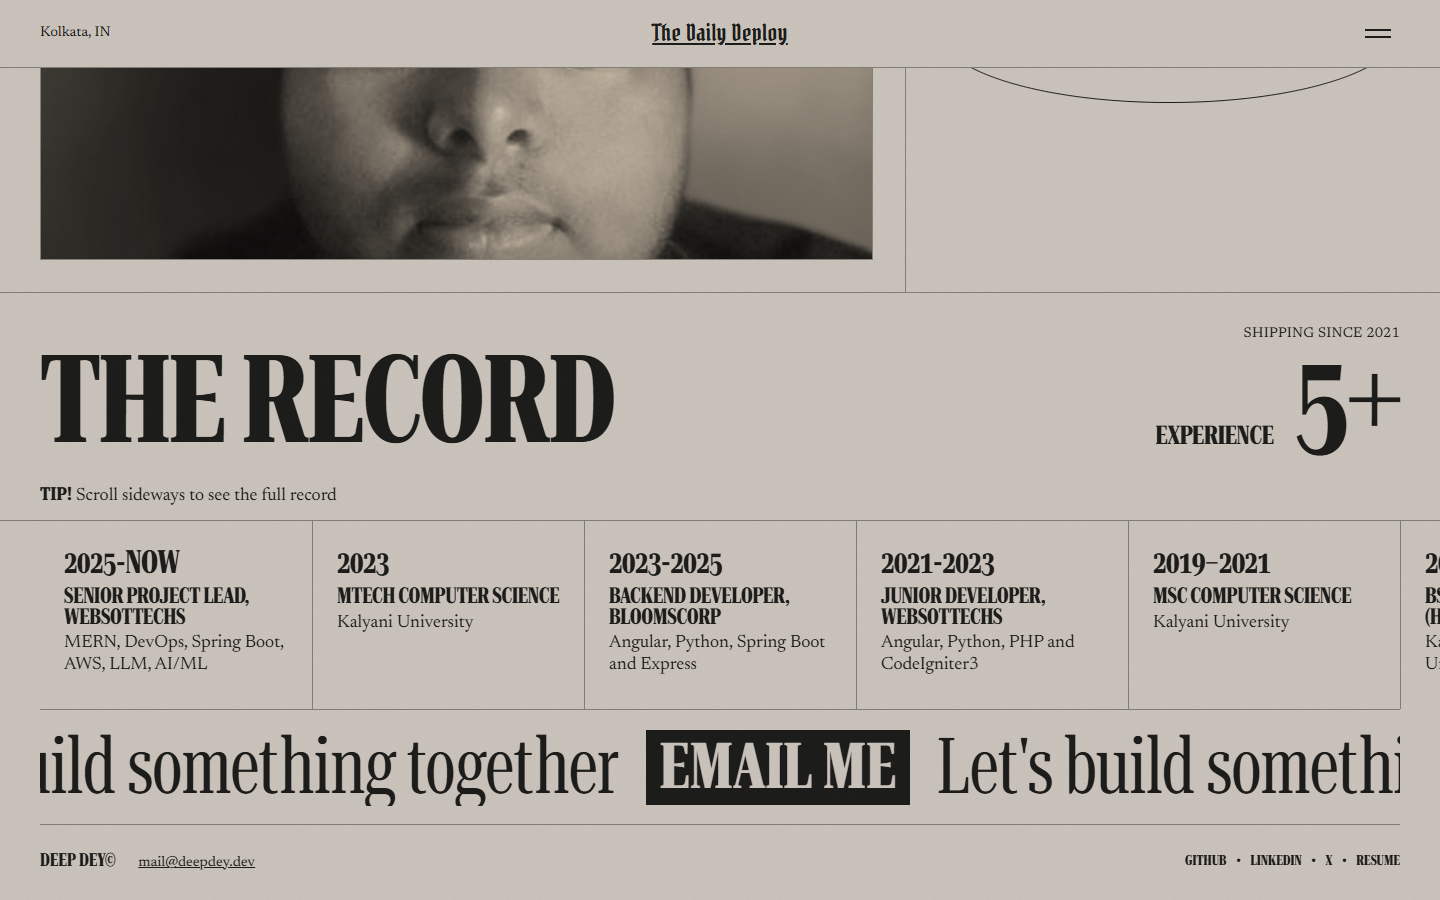 Kolkata, IN
The Daily Deploy
SHIPPING SINCE 2021
THE RECORD
EXPERIENCE 5+
TIP! Scroll sideways to see the full record
2025-NOW
SENIOR PROJECT LEAD,
WEBSOTTECHS
MERN, DevOps, Spring Boot,
AWS, LLM, AI/ML
2023
MTECH COMPUTER SCIENCE
Kalyani University
2023-2025
BACKEND DEVELOPER,
BLOOMSCORP
Angular, Python, Spring Boot
and Express
2021-2023
JUNIOR DEVELOPER,
WEBSOTTECHS
Angular, Python, PHP and
CodeIgniter3
2019–2021
MSC COMPUTER SCIENCE
Kalyani University
something together EMAIL ME Let's build
DEEP DEY© mail@deepdey.dev
GITHUB • LINKEDIN • X • RESUME